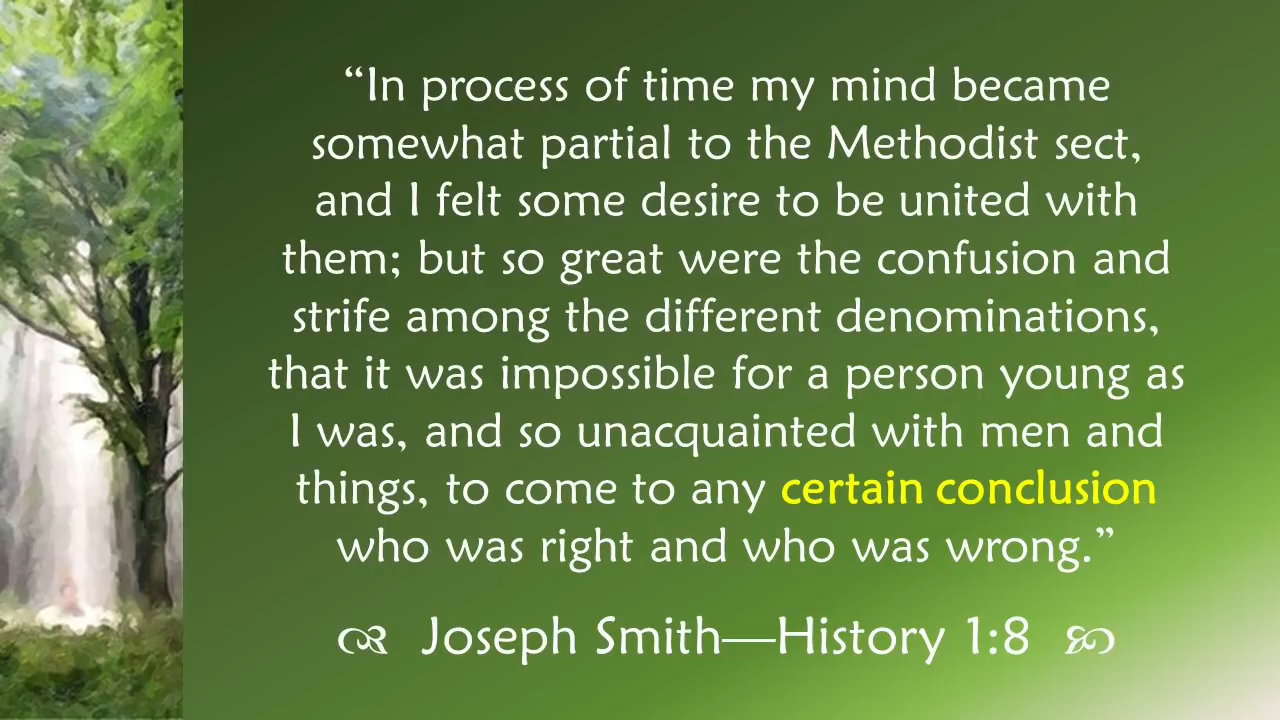 “In process of time my mind became
somewhat partial to the Methodist sect,
and I felt some desire to be united with
them; but so great were the confusion and
strife among the different denominations,
that it was impossible for a person young as
I was, and so unacquainted with men and
things, to come to any certain conclusion
who was right and who was wrong.”
Joseph Smith—History 1:8